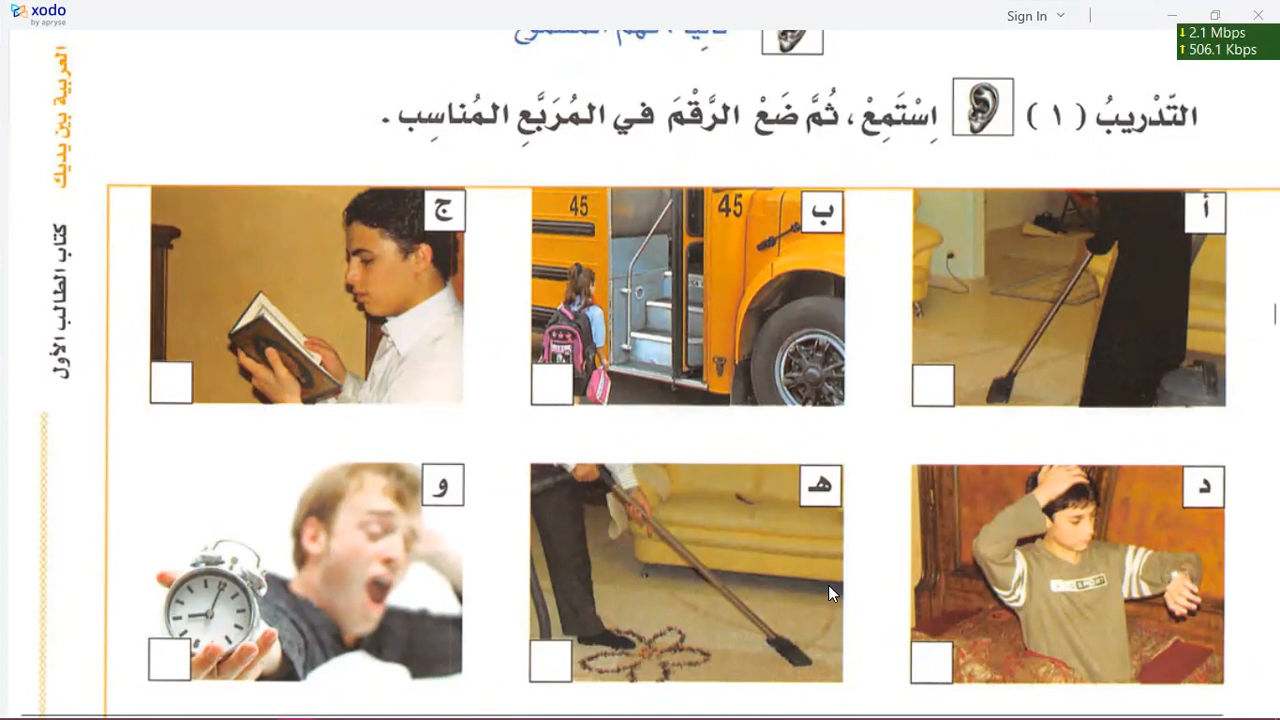 xodo
by apryse
Sign In
2.1 Mbps
506.1 Kbps
التَّدْريبُ (١) اِسْتَمِعْ، ثُمَّ ضَعْ الرَّقْمَ في المُرَبَّعِ المُناسِب .
أ
ب
45
45
ج
د
هـ
و
العربية بين يديك
كتاب الطالب الأول